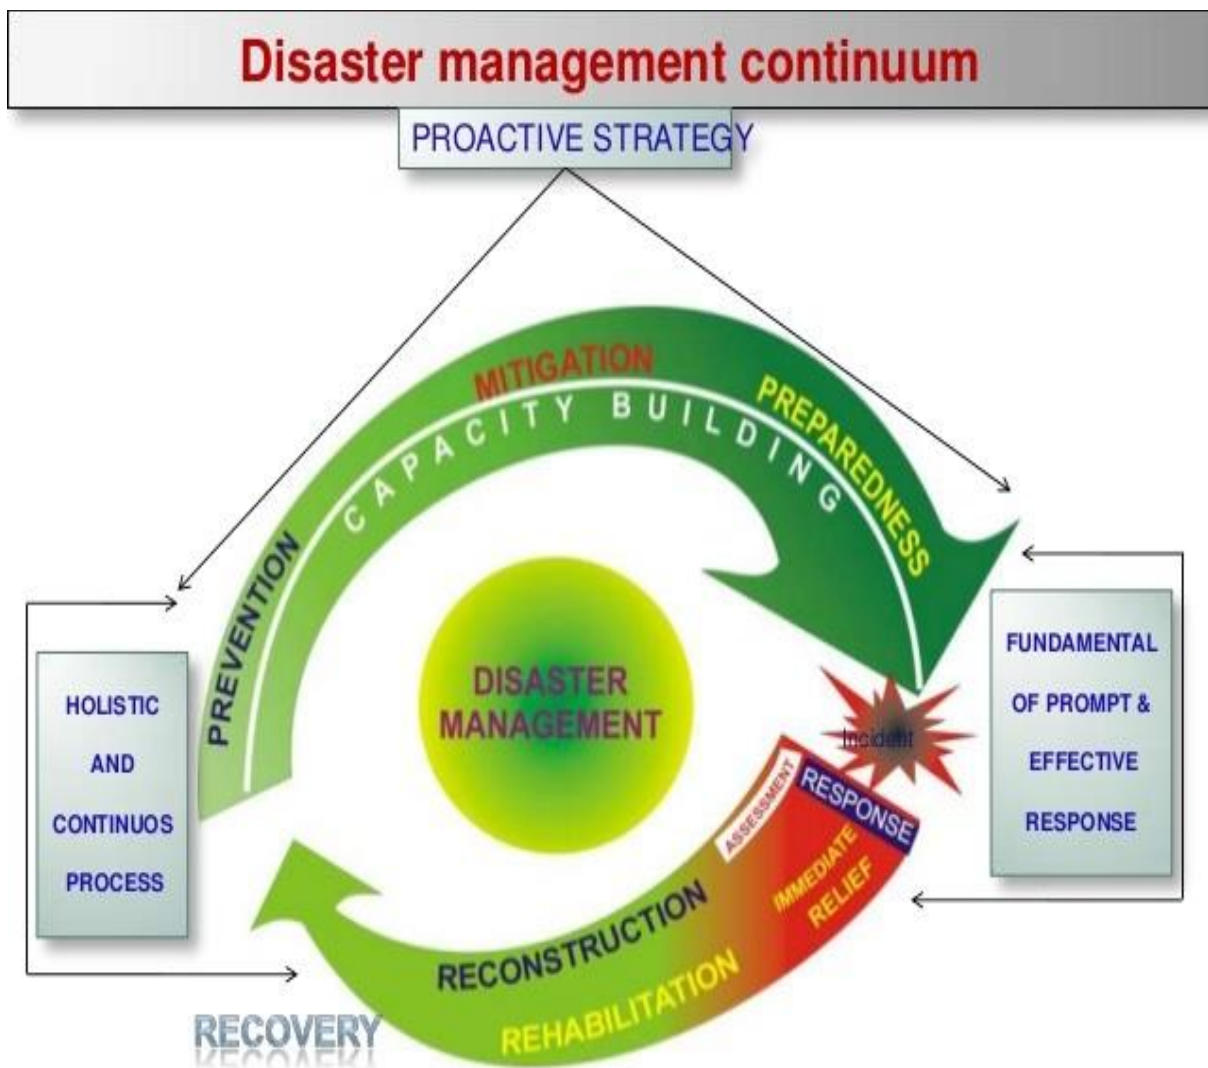 Disaster management continuum
PROACTIVE STRATEGY
MITIGATION
CAPACITY BUILDING
PREPAREDNESS
PREVENTION
FUNDAMENTAL
OF PROMPT &
EFFECTIVE
RESPONSE
HOLISTIC
AND
CONTINUOS
PROCESS
DISASTER
MANAGEMENT
Incident
ASSESSMENT
RESPONSE
IMMEDIATE
RELIEF
RECONSTRUCTION
REHABILITATION
RECOVERY